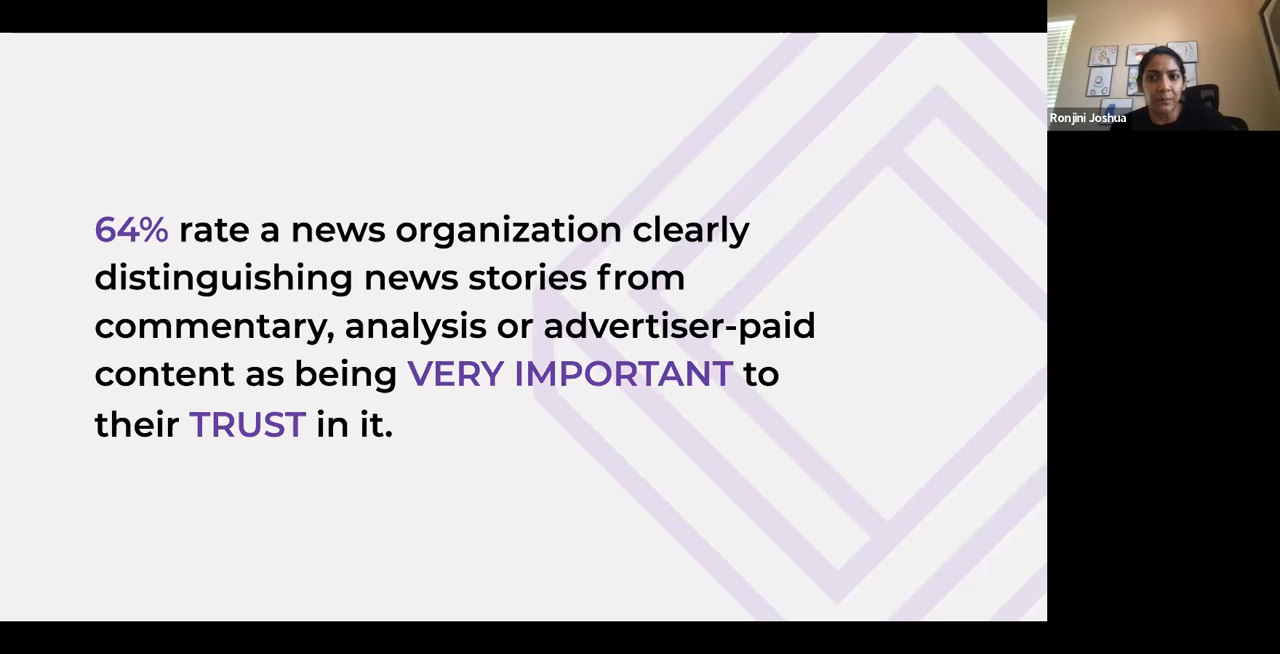 64% rate a news organization clearly
distinguishing news stories from
commentary, analysis or advertiser-paid
content as being VERY IMPORTANT to
their TRUST in it.
Ronjini Joshua